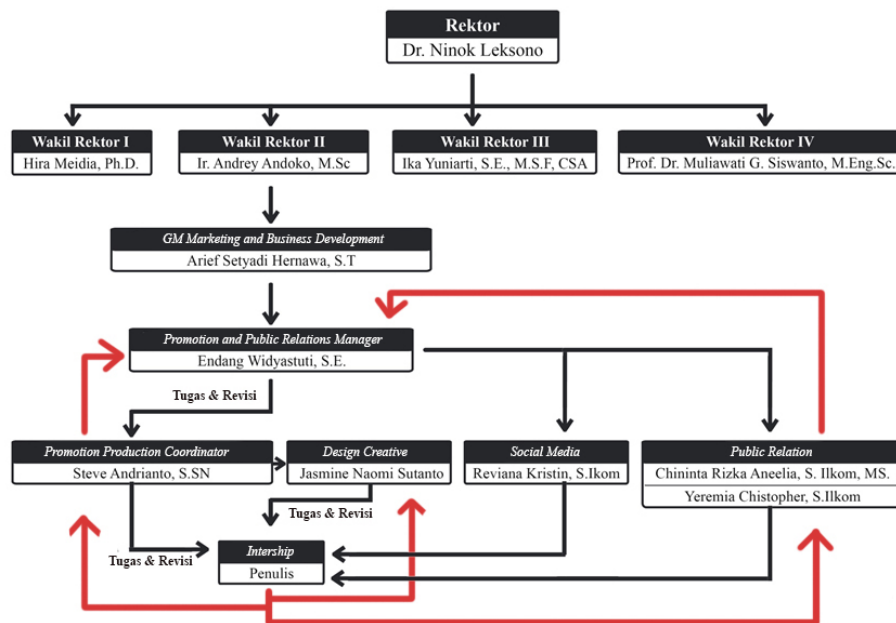 Rektor
Dr. Ninok Leksono
Wakil Rektor I
Hira Meidia, Ph.D.
Wakil Rektor II
Ir. Andrey Andoko, M.Sc
Wakil Rektor III
Ika Yuniarti, S.E., M.S.F, CSA
Wakil Rektor IV
Prof. Dr. Muliawati G. Siswanto, M.Eng.Sc.
GM Marketing and Business Development
Arief Setyadi Hernawa, S.T
Promotion and Public Relations Manager
Endang Widyastuti, S.E.
Tugas & Revisi
Promotion Production Coordinator
Steve Andrianto, S.SN
Design Creative
Jasmine Naomi Sutanto
Social Media
Reviana Kristin, S.Ikom
Public Relation
Chininta Rizka Aneelia, S. Ilkom, MS.
Yeremia Chistopher, S.Ilkom
Tugas & Revisi
Tugas & Revisi
Intership
Penulis